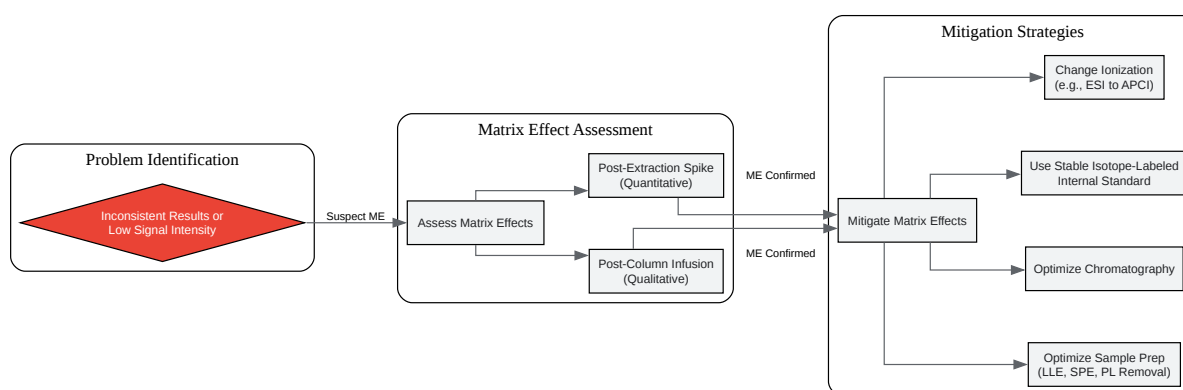 Problem Identification
Inconsistent Results or
Low Signal Intensity
Suspect ME
Matrix Effect Assessment
Assess Matrix Effects
Post-Extraction Spike
(Quantitative)
Post-Column Infusion
(Qualitative)
ME Confirmed
ME Confirmed
Mitigation Strategies
Mitigate Matrix Effects
Change Ionization
(e.g., ESI to APCI)
Use Stable Isotope-Labeled
Internal Standard
Optimize Chromatography
Optimize Sample Prep
(LLE, SPE, PL Removal)